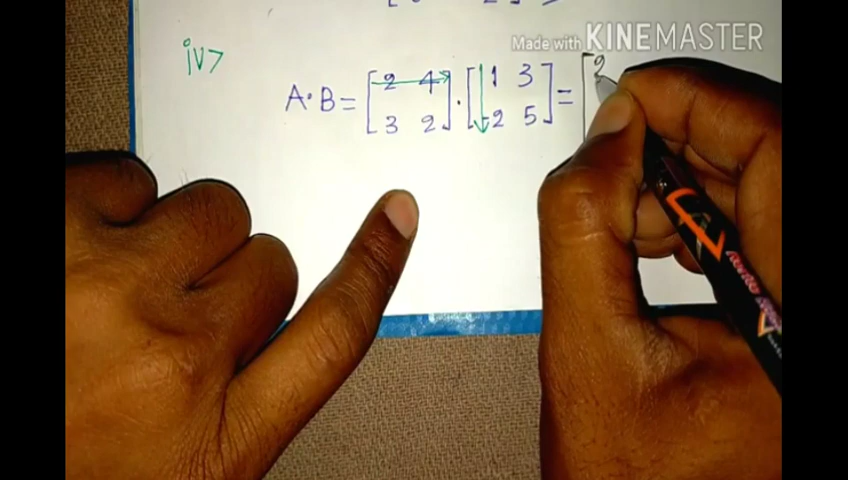 Made with KINEMASTER
iv>
A·B = [2 4 3 2] · [1 3 -2 5] = [2